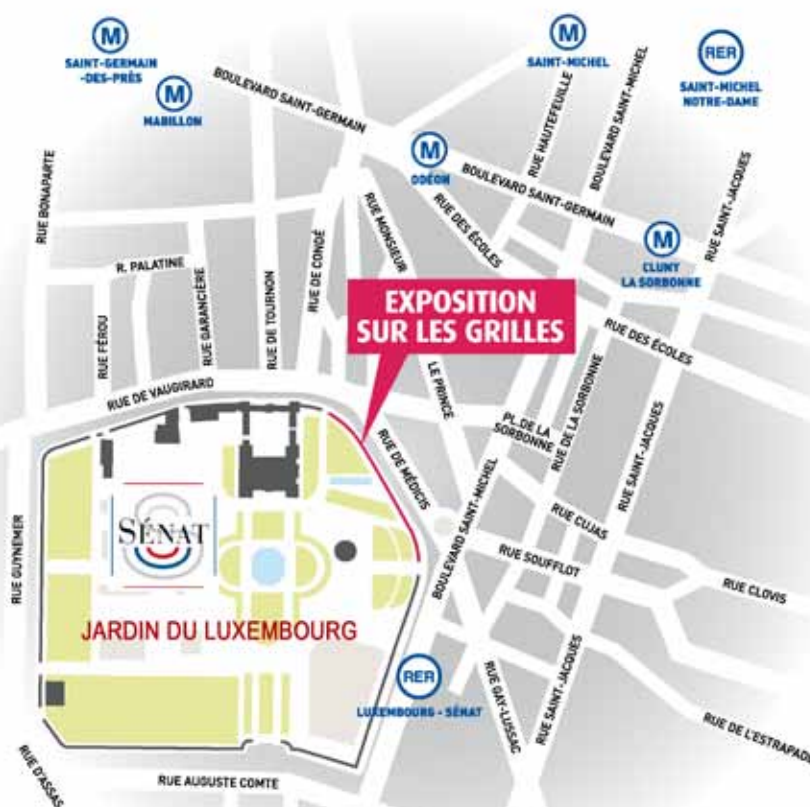 M
SAINT-GERMAIN
-DES-PRÈS
M
MABILLON
M
SAINT-MICHEL
RER
SAINT-MICHEL
NOTRE-DAME
BOULEVARD SAINT-GERMAIN
RUE HAUTEFEUILLE
BOULEVARD SAINT-MICHEL
M
ODÉON
BOULEVARD SAINT-GERMAIN
RUE SAINT-JACQUES
RUE BONAPARTE
RUE MONSIEUR
RUE DES ÉCOLES
M
CLUNY
LA SORBONNE
R. PALATINE
RUE GARANCIÈRE
RUE DE TOURNON
RUE DE CONDÉ
RUE FÉROU
EXPOSITION
SUR LES GRILLES
RUE DES ÉCOLES
RUE DE VAUGIRARD
LE PRINCE
PL.DE LA
SORBONNE
RUE DE LA SORBONNE
RUE SAINT-JACQUES
RUE DE MÉDICIS
BOULEVARD SAINT-MICHEL
RUE CUJAS
SÉNAT
RUE GUYNEMER
RUE SOUFFLOT
RUE CLOVIS
JARDIN DU LUXEMBOURG
RER
LUXEMBOURG - SÉNAT
RUE GAY-LUSSAC
RUE SAINT-JACQUES
RUE DE L'ESTRAPADE
RUE D'ASSAS
RUE AUGUSTE COMTE